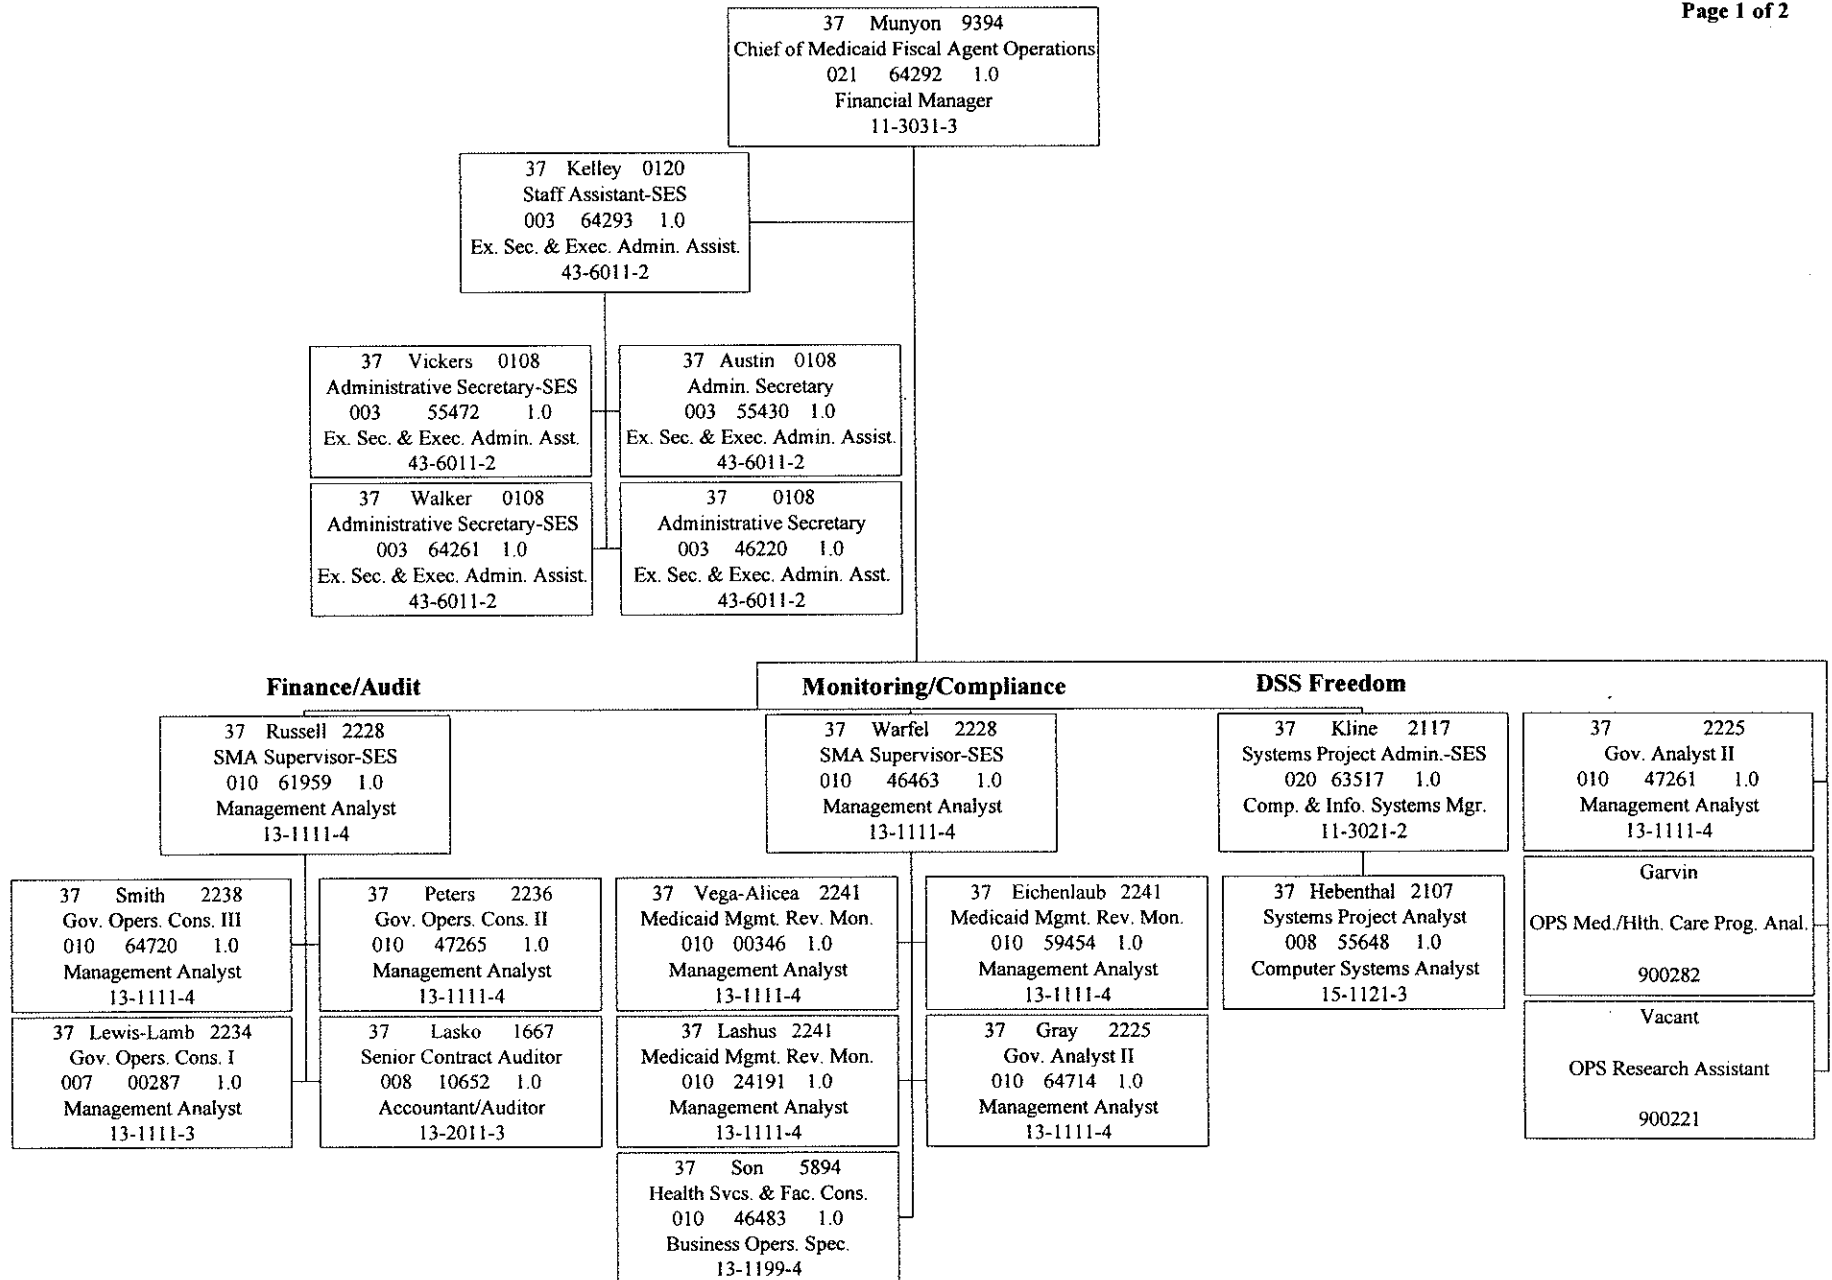 Page 1 of 2
37 Munyon 9394
Chief of Medicaid Fiscal Agent Operations
021 64292 1.0
Financial Manager
11-3031-3
37 Kelley 0120
Staff Assistant-SES
003 64293 1.0
Ex. Sec. & Exec. Admin. Assist.
43-6011-2
37 Vickers 0108
Administrative Secretary-SES
003 55472 1.0
Ex. Sec. & Exec. Admin. Asst.
43-6011-2
37 Austin 0108
Admin. Secretary
003 55430 1.0
Ex. Sec. & Exec. Admin. Assist.
43-6011-2
37 Walker 0108
Administrative Secretary-SES
003 64261 1.0
Ex. Sec. & Exec. Admin. Assist.
43-6011-2
37 0108
Administrative Secretary
003 46220 1.0
Ex. Sec. & Exec. Admin. Asst.
43-6011-2
Finance/Audit
Monitoring/Compliance
DSS Freedom
37 Russell 2228
SMA Supervisor-SES
010 61959 1.0
Management Analyst
13-1111-4
37 Warfel 2228
SMA Supervisor-SES
010 46463 1.0
Management Analyst
13-1111-4
37 Kline 2117
Systems Project Admin.-SES
020 63517 1.0
Comp. & Info. Systems Mgr.
11-3021-2
37 2225
Gov. Analyst II
010 47261 1.0
Management Analyst
13-1111-4
37 Smith 2238
Gov. Opers. Cons. III
010 64720 1.0
Management Analyst
13-1111-4
37 Peters 2236
Gov. Opers. Cons. II
010 47265 1.0
Management Analyst
13-1111-4
37 Vega-Alicea 2241
Medicaid Mgmt. Rev. Mon.
010 00346 1.0
Management Analyst
13-1111-4
37 Eichenlaub 2241
Medicaid Mgmt. Rev. Mon.
010 59454 1.0
Management Analyst
13-1111-4
37 Hebenthal 2107
Systems Project Analyst
008 55648 1.0
Computer Systems Analyst
15-1121-3
Garvin
OPS Med./Hlth. Care Prog. Anal.
900282
37 Lewis-Lamb 2234
Gov. Opers. Cons. I
007 00287 1.0
Management Analyst
13-1111-3
37 Lasko 1667
Senior Contract Auditor
008 10652 1.0
Accountant/Auditor
13-2011-3
37 Lashus 2241
Medicaid Mgmt. Rev. Mon.
010 24191 1.0
Management Analyst
13-1111-4
37 Gray 2225
Gov. Analyst II
010 64714 1.0
Management Analyst
13-1111-4
Vacant
OPS Research Assistant
900221
37 Son 5894
Health Svcs. & Fac. Cons.
010 46483 1.0
Business Opers. Spec.
13-1199-4